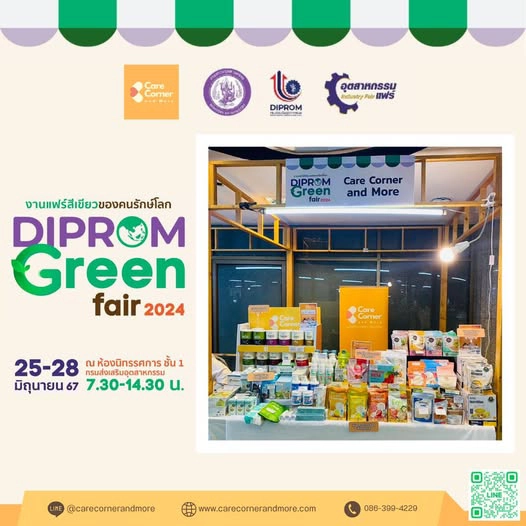 Care
Corner
and More
DIPROM
อุตสาหกรรม
Industry Fair แฟร์
งานแฟร์สีเขียวของคนรักษ์โลก
DIPROM
Green
fair 2024
25-28
มิถุนายน 67
ณ ห้องนิทรรศการ ชั้น 1
กรมส่งเสริมอุตสาหกรรม
7.30-14.30 น.
DIPROM
Green
fair 2024
Care Corner
and More
Care
Corner
LINE
@carecornerandmore
www.carecornerandmore.com
086-399-4229
LINE